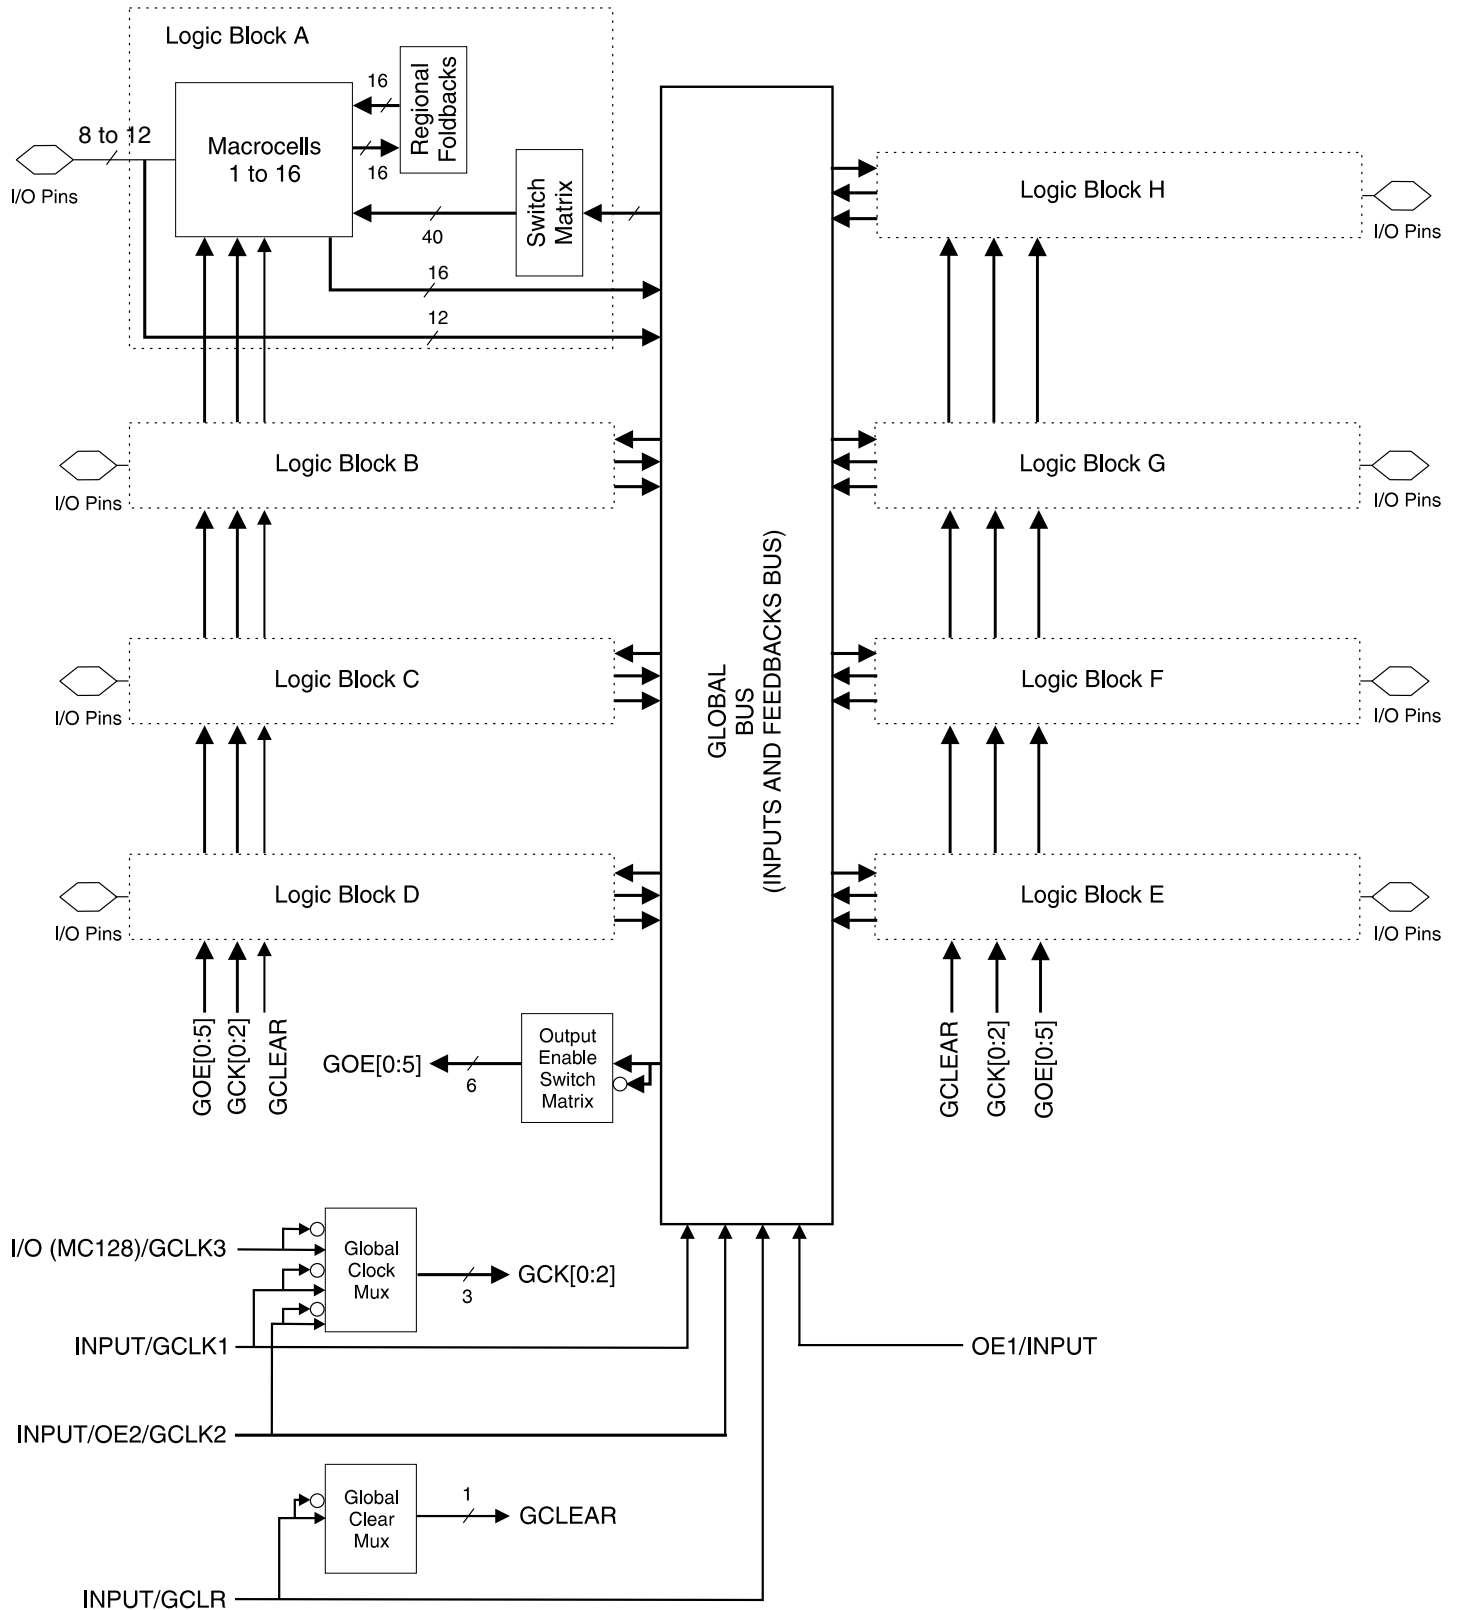 Logic Block A
8 to 12
I/O Pins
Macrocells
1 to 16
16
16
Regional
Foldbacks
40
Switch
Matrix
16
12
Logic Block H
I/O Pins
Logic Block B
I/O Pins
Logic Block G
I/O Pins
Logic Block C
I/O Pins
Logic Block F
I/O Pins
Logic Block D
I/O Pins
Logic Block E
I/O Pins
GLOBAL
BUS
(INPUTS AND FEEDBACKS BUS)
GOE[0:5]
GCK[0:2]
GCLEAR
GCLEAR
GCK[0:2]
GOE[0:5]
GOE[0:5]
6
Output
Enable
Switch
Matrix
I/O (MC128)/GCLK3
Global
Clock
Mux
3
GCK[0:2]
INPUT/GCLK1
OE1/INPUT
INPUT/OE2/GCLK2
Global
Clear
Mux
1
GCLEAR
INPUT/GCLR